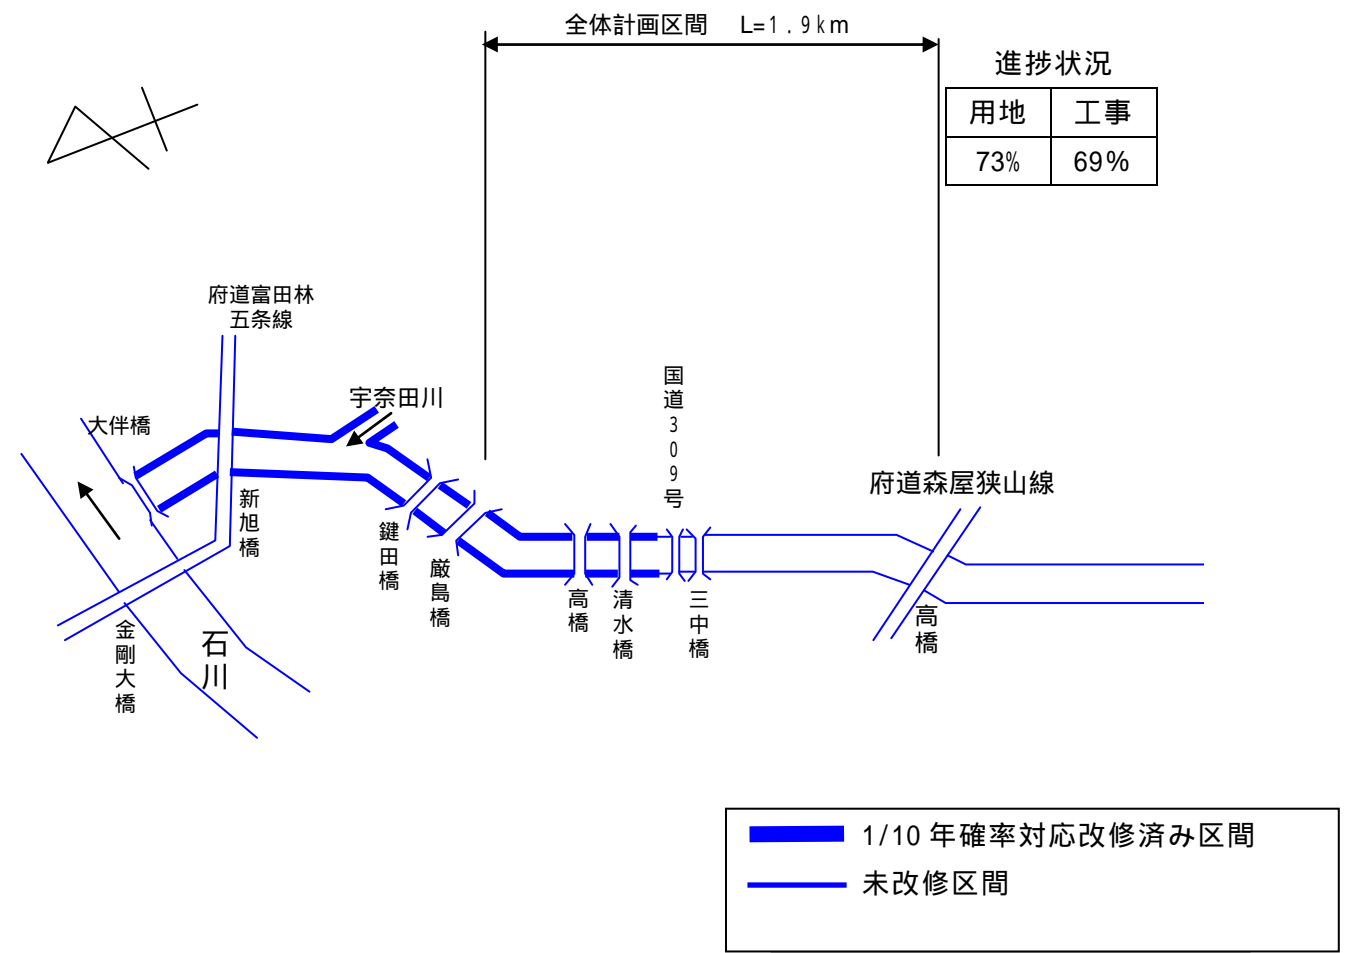 全体計画区間 L=1.9km
進捗状況
用地 工事
73% 69%
府道富田林
五条線
宇奈田川
大伴橋
国道309号
府道森屋狭山線
新旭橋
鍵田橋
厳島橋
高橋
清水橋
三中橋
高橋
金剛大橋
石川
1/10年確率対応改修済み区間
未改修区間